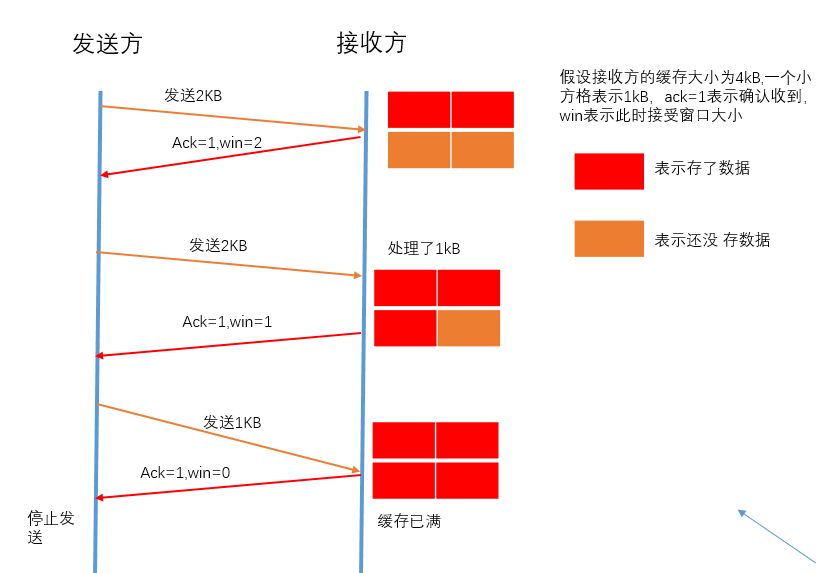 发送方
接收方
假设接收方的缓存大小为4kB,一个小
方格表示1kB，ack=1表示确认收到，
win表示此时接受窗口大小
发送2KB
Ack=1,win=2
表示存了数据
表示还没 存数据
发送2KB
处理了1kB
Ack=1,win=1
发送1KB
Ack=1,win=0
停止发
送
缓存已满